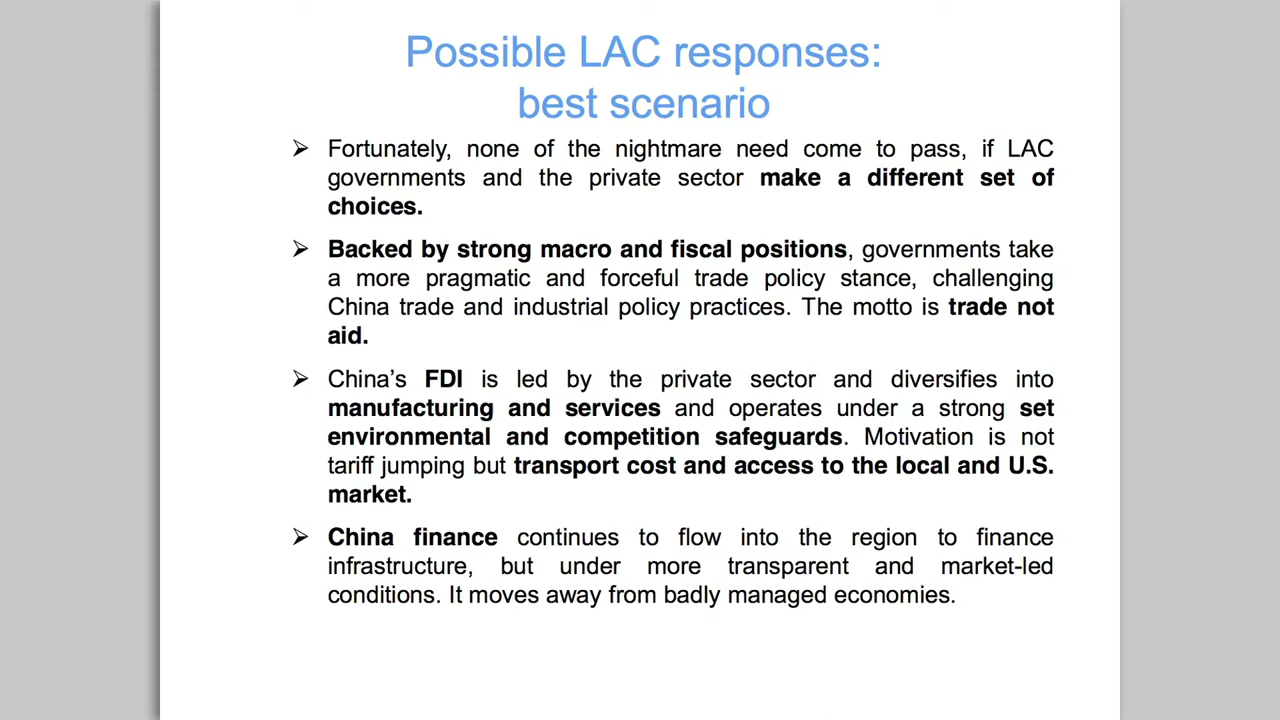 Possible LAC responses:
best scenario
➢ Fortunately, none of the nightmare need come to pass, if LAC
governments and the private sector make a different set of
choices.
➢ Backed by strong macro and fiscal positions, governments take
a more pragmatic and forceful trade policy stance, challenging
China trade and industrial policy practices. The motto is trade not
aid.
➢ China’s FDI is led by the private sector and diversifies into
manufacturing and services and operates under a strong set
environmental and competition safeguards. Motivation is not
tariff jumping but transport cost and access to the local and U.S.
market.
➢ China finance continues to flow into the region to finance
infrastructure, but under more transparent and market-led
conditions. It moves away from badly managed economies.